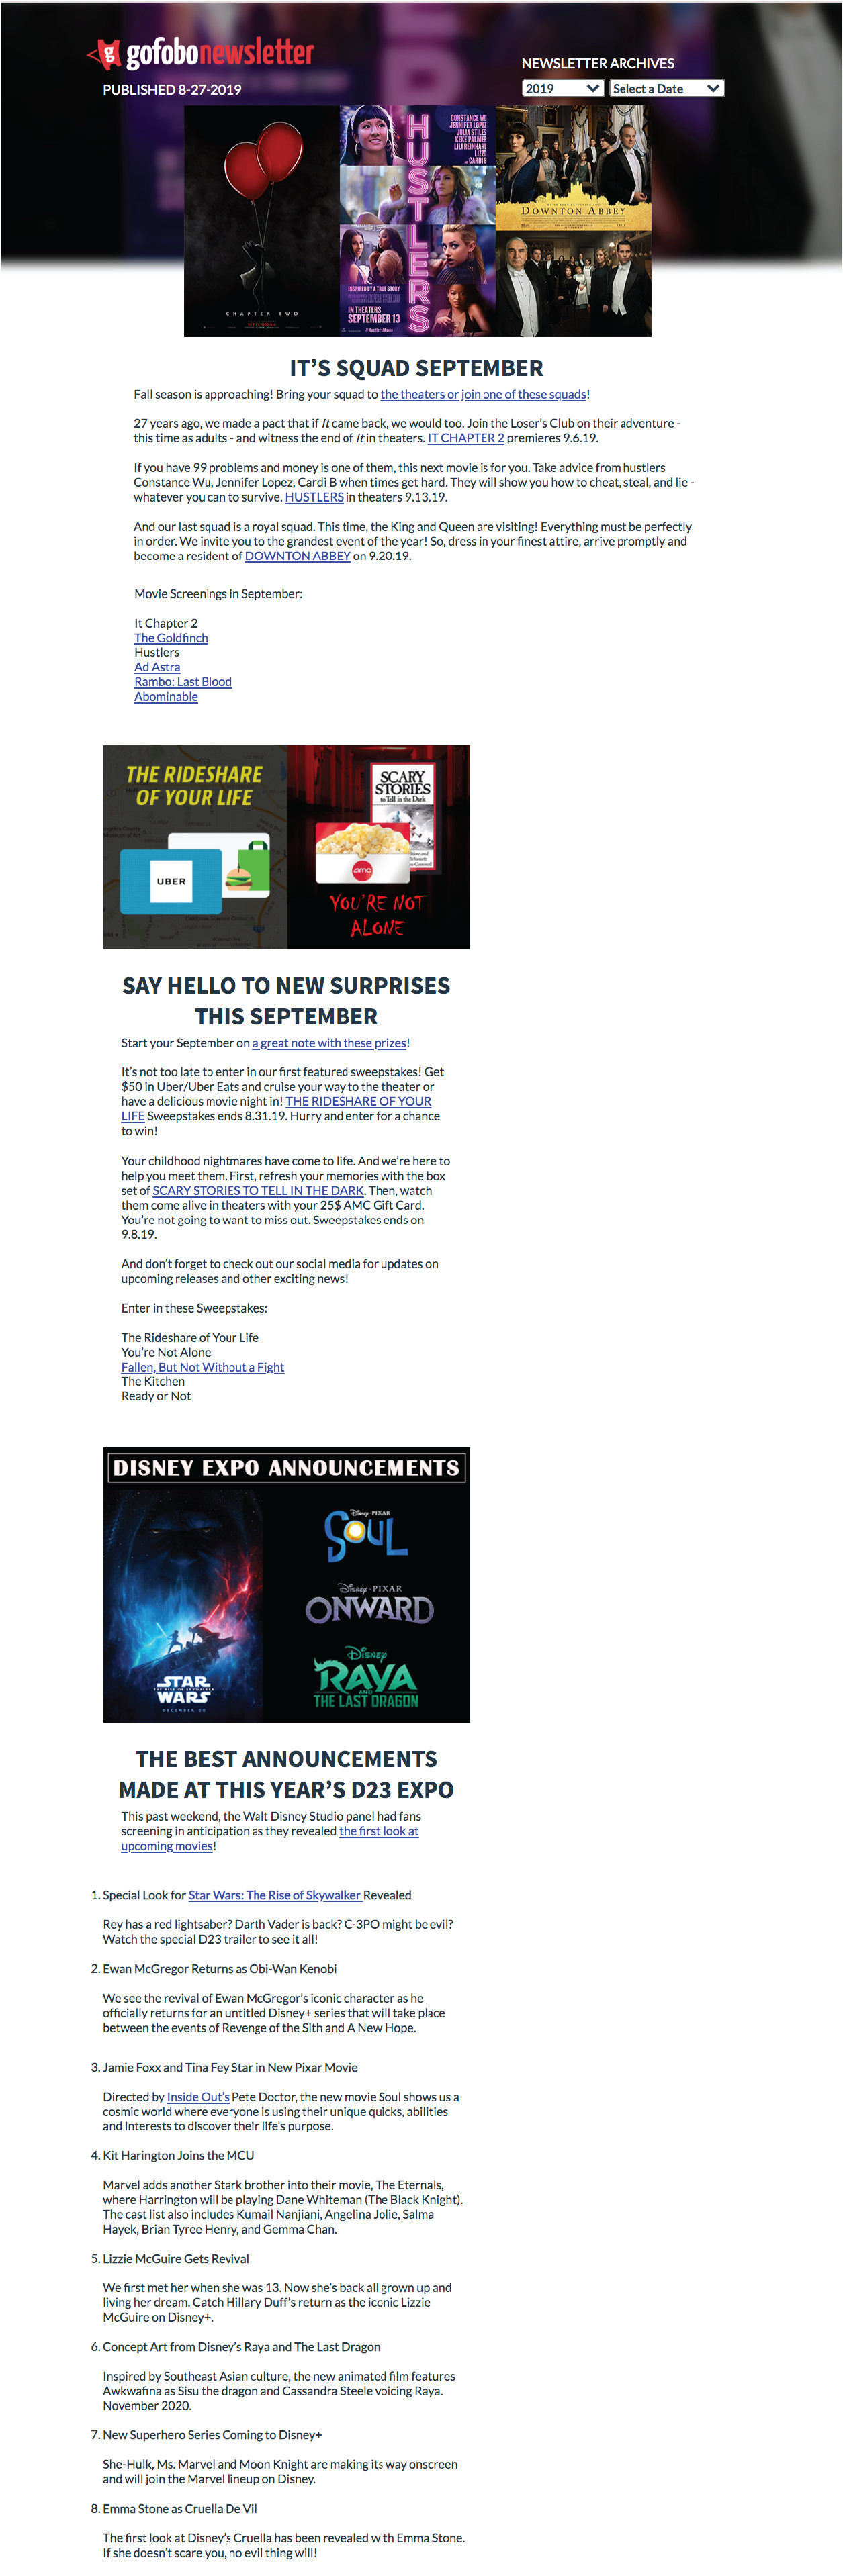 gofobonewsletter
PUBLISHED 8-27-2019
NEWSLETTER ARCHIVES
2019
Select a Date
CHAPTER TWO
HUSTLERS
CONSTANCE WU
JENNIFER LOPEZ
JULIA STILES
KEKE PALMER
LILI REINHART
LIZZO
CARDI B
INSPIRED BY A TRUE STORY
IN THEATERS
SEPTEMBER 13
#HustlersMovie
DOWNTON ABBEY
IT'S SQUAD SEPTEMBER
Fall season is approaching! Bring your squad to the theaters or join one of these squads!
27 years ago, we made a pact that if It came back, we would too. Join the Loser's Club on their adventure -
this time as adults - and witness the end of It in theaters. IT CHAPTER 2 premieres 9.6.19.
If you have 99 problems and money is one of them, this next movie is for you. Take advice from hustlers
Constance Wu, Jennifer Lopez, Cardi B when times get hard. They will show you how to cheat, steal, and lie -
whatever you can to survive. HUSTLERS in theaters 9.13.19.
And our last squad is a royal squad. This time, the King and Queen are visiting! Everything must be perfectly
in order. We invite you to the grandest event of the year! So, dress in your finest attire, arrive promptly and
become a resident of DOWNTON ABBEY on 9.20.19.
Movie Screenings in September:
It Chapter 2
The Goldfinch
Hustlers
Ad Astra
Rambo: Last Blood
Abominable
THE RIDESHARE
OF YOUR LIFE
UBER
SCARY
STORIES
to Tell in the Dark
amc
YOU'RE NOT
ALONE
SAY HELLO TO NEW SURPRISES
THIS SEPTEMBER
Start your September on a great note with these prizes!
It's not too late to enter in our first featured sweepstakes! Get
$50 in Uber/Uber Eats and cruise your way to the theater or
have a delicious movie night in! THE RIDESHARE OF YOUR
LIFE Sweepstakes ends 8.31.19. Hurry and enter for a chance
to win!
Your childhood nightmares have come to life. And we're here to
help you meet them. First, refresh your memories with the box
set of SCARY STORIES TO TELL IN THE DARK. Then, watch
them come alive in theaters with your 25$ AMC Gift Card.
You're not going to want to miss out. Sweepstakes ends on
9.8.19.
And don't forget to check out our social media for updates on
upcoming releases and other exciting news!
Enter in these Sweepstakes:
The Rideshare of Your Life
You're Not Alone
Fallen, But Not Without a Fight
The Kitchen
Ready or Not
DISNEY EXPO ANNOUNCEMENTS
Disney·PIXAR
SOUL
Disney·PIXAR
ONWARD
Disney
RAYA
AND
THE LAST DRAGON
STAR
THE RISE OF SKYWALKER
WARS
DECEMBER 20
THE BEST ANNOUNCEMENTS
MADE AT THIS YEAR'S D23 EXPO
This past weekend, the Walt Disney Studio panel had fans
screening in anticipation as they revealed the first look at
upcoming movies!
1. Special Look for Star Wars: The Rise of Skywalker Revealed
Rey has a red lightsaber? Darth Vader is back? C-3PO might be evil?
Watch the special D23 trailer to see it all!
2. Ewan McGregor Returns as Obi-Wan Kenobi
We see the revival of Ewan McGregor's iconic character as he
officially returns for an untitled Disney+ series that will take place
between the events of Revenge of the Sith and A New Hope.
3. Jamie Foxx and Tina Fey Star in New Pixar Movie
Directed by Inside Out's Pete Doctor, the new movie Soul shows us a
cosmic world where everyone is using their unique quicks, abilities
and interests to discover their life's purpose.
4. Kit Harington Joins the MCU
Marvel adds another Stark brother into their movie, The Eternals,
where Harrington will be playing Dane Whiteman (The Black Knight).
The cast list also includes Kumail Nanjiani, Angelina Jolie, Salma
Hayek, Brian Tyree Henry, and Gemma Chan.
5. Lizzie McGuire Gets Revival
We first met her when she was 13. Now she's back all grown up and
living her dream. Catch Hillary Duff's return as the iconic Lizzie
McGuire on Disney+.
6. Concept Art from Disney's Raya and The Last Dragon
Inspired by Southeast Asian culture, the new animated film features
Awkwafina as Sisu the dragon and Cassandra Steele voicing Raya.
November 2020.
7. New Superhero Series Coming to Disney+
She-Hulk, Ms. Marvel and Moon Knight are making its way onscreen
and will join the Marvel lineup on Disney.
8. Emma Stone as Cruella De Vil
The first look at Disney's Cruella has been revealed with Emma Stone.
If she doesn't scare you, no evil thing will!